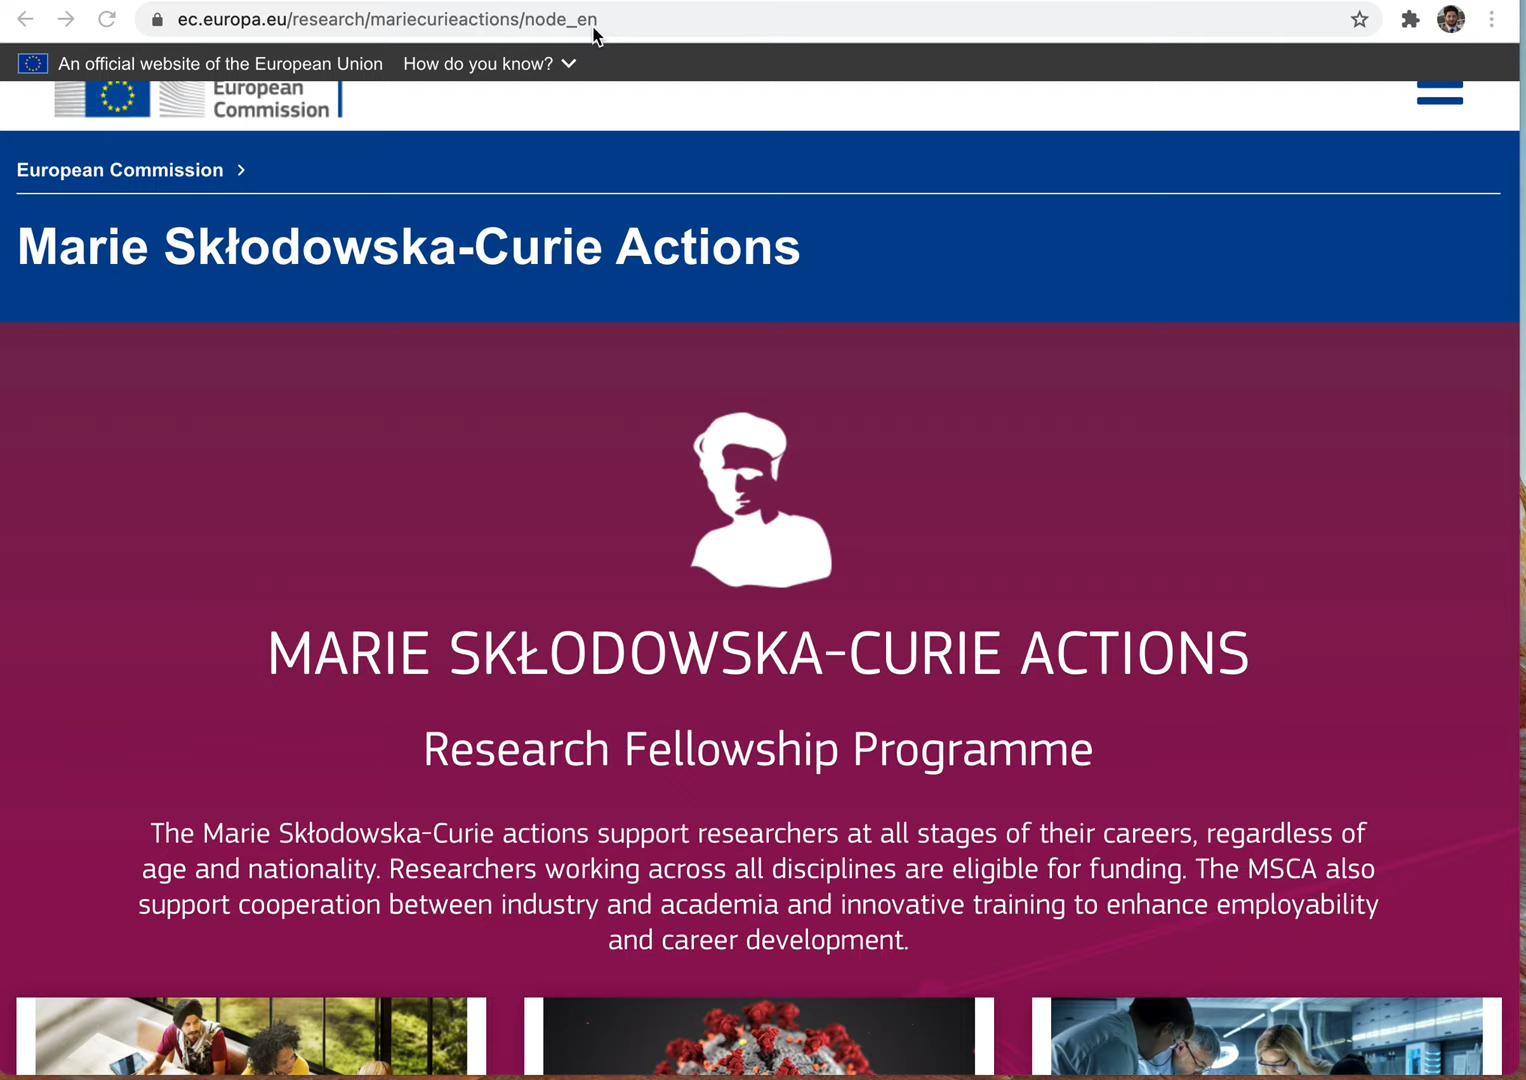 ec.europa.eu/research/mariecurieactions/node_en
An official website of the European Union How do you know?
European
Commission
European Commission >
Marie Skłodowska-Curie Actions
MARIE SKŁODOWSKA-CURIE ACTIONS
Research Fellowship Programme
The Marie Skłodowska-Curie actions support researchers at all stages of their careers, regardless of
age and nationality. Researchers working across all disciplines are eligible for funding. The MSCA also
support cooperation between industry and academia and innovative training to enhance employability
and career development.